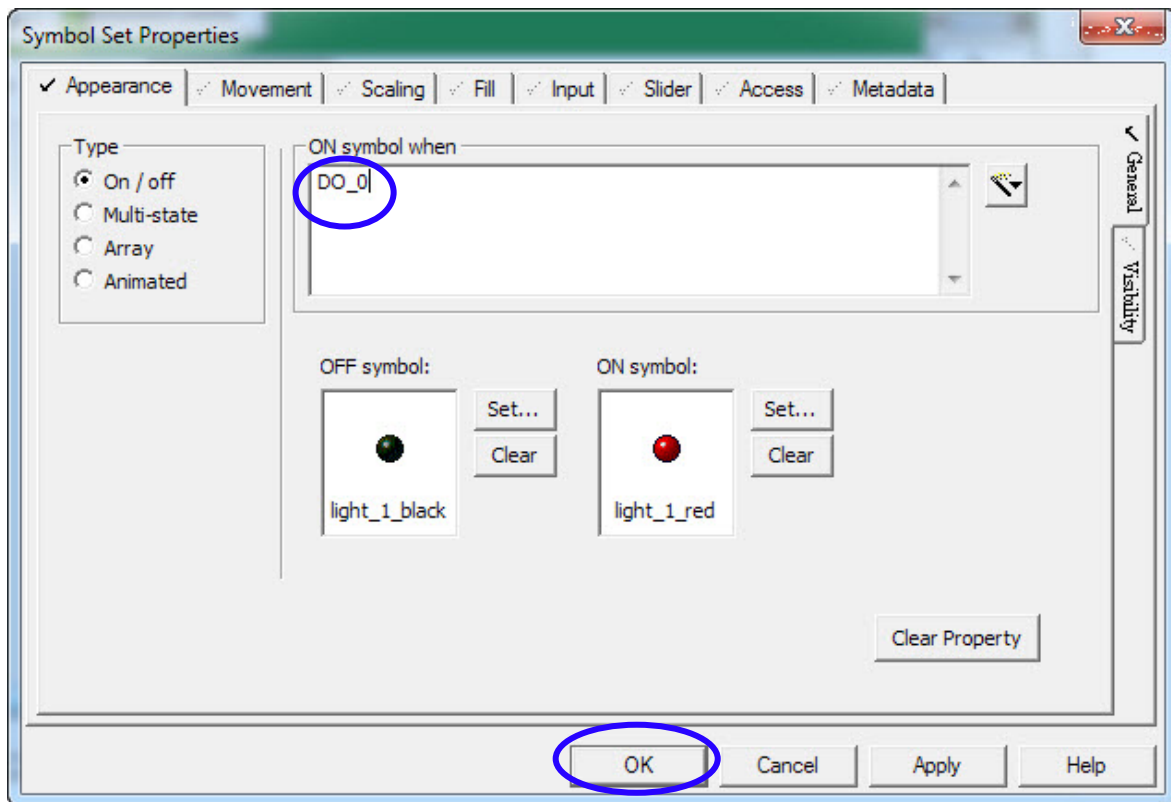 Symbol Set Properties
Appearance Movement Scaling Fill Input Slider Access Metadata
Type
On / off
Multi-state
Array
Animated
ON symbol when
DO_0
General
Visibility
OFF symbol:
Set...
Clear
light_1_black
ON symbol:
Set...
Clear
light_1_red
Clear Property
OK Cancel Apply Help